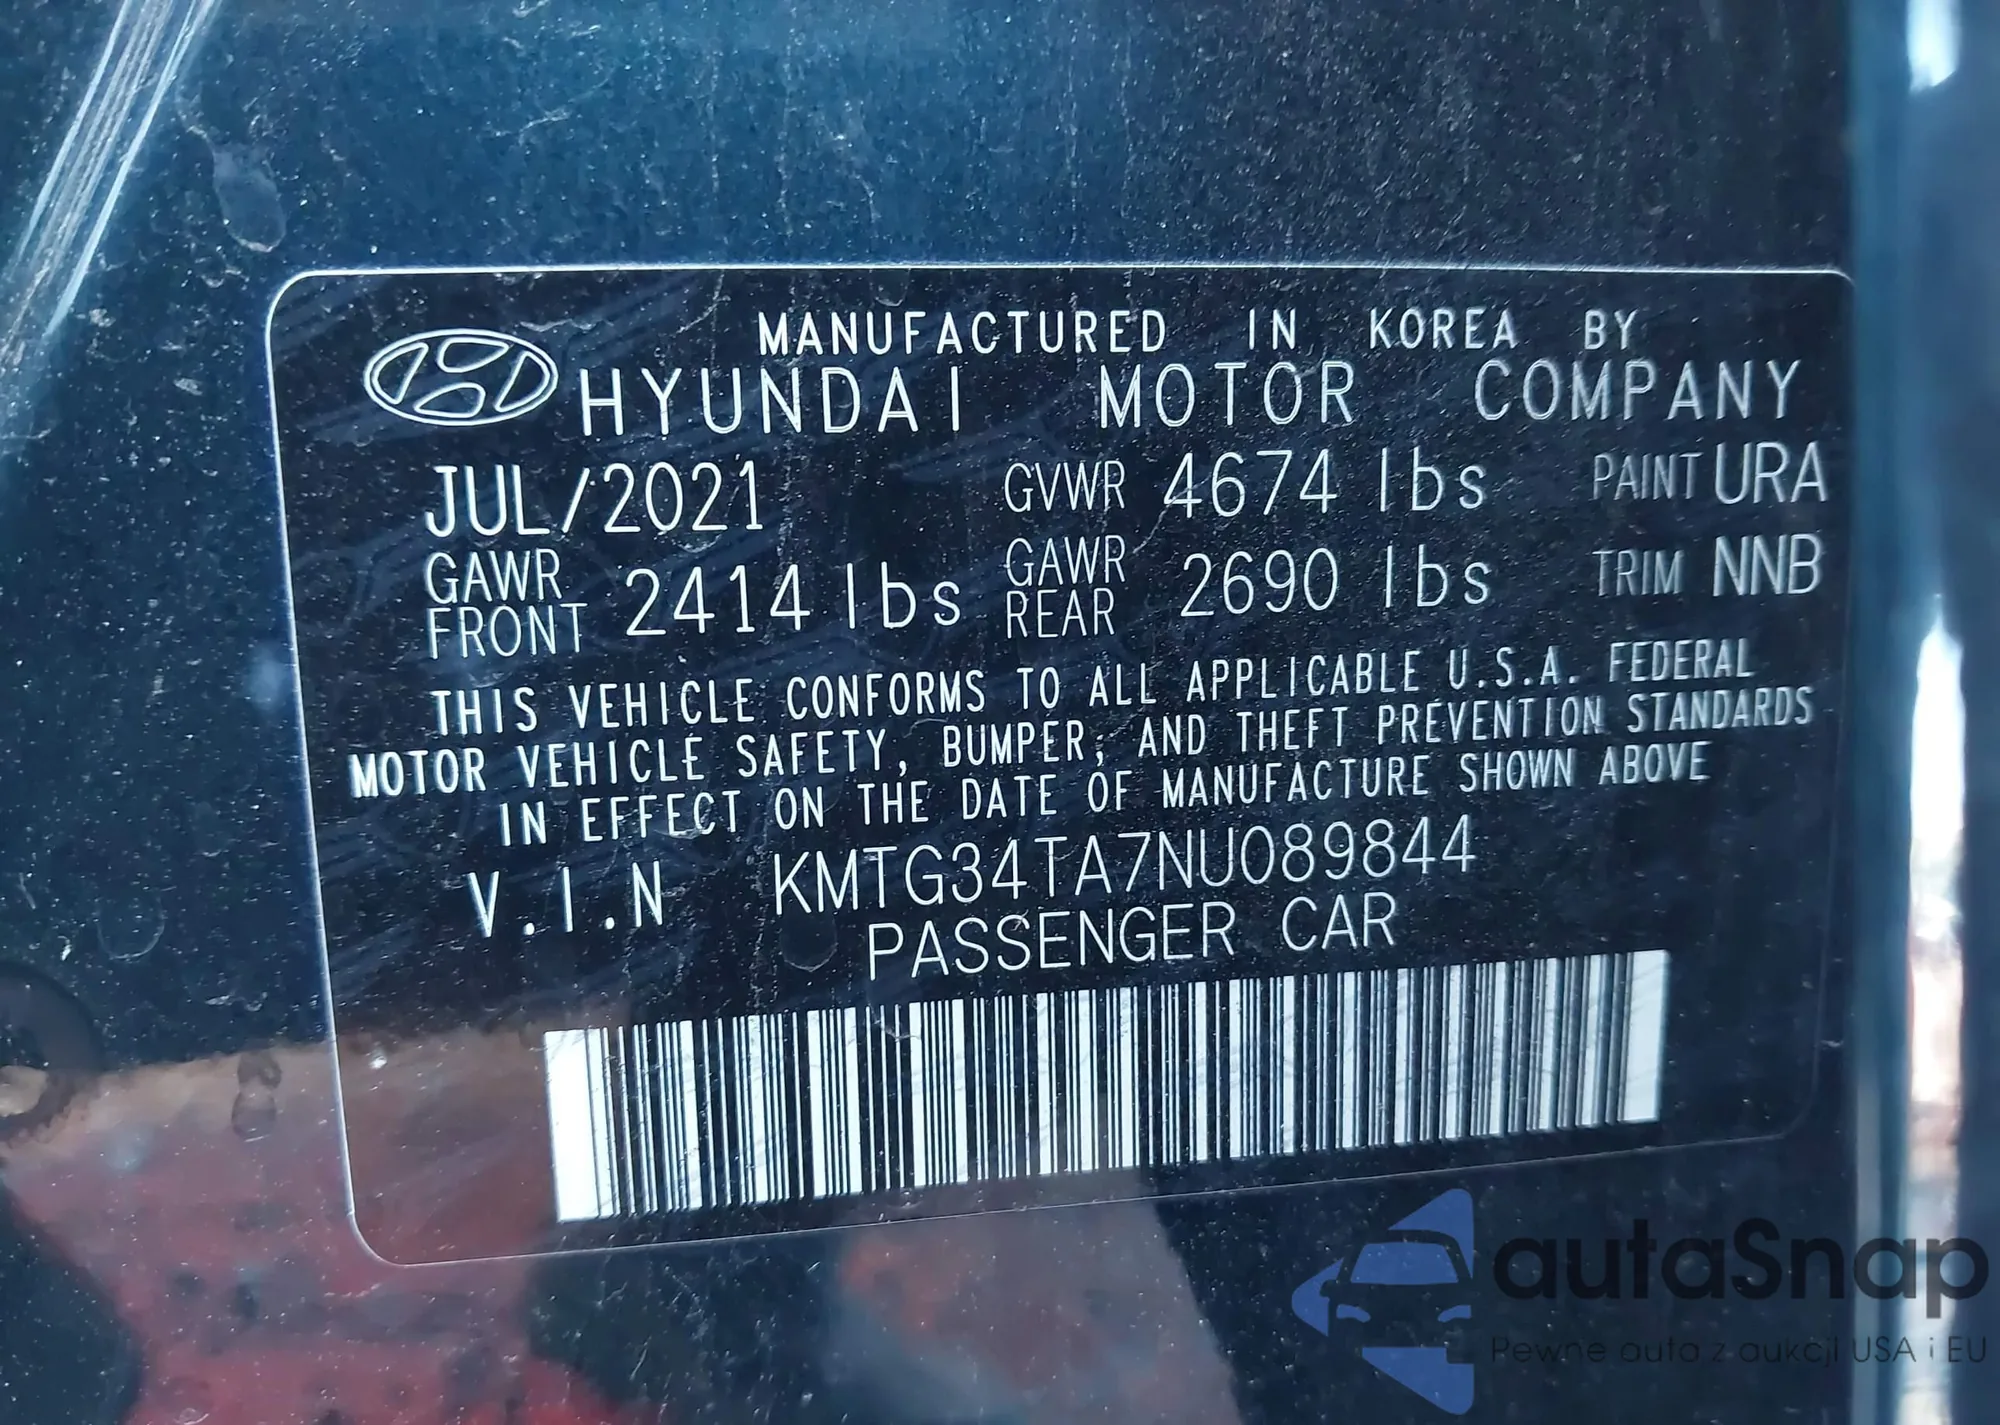 MANUFACTURED IN KOREA BY
HYUNDAI MOTOR COMPANY
JUL/2021 GVWR 4674 lbs PAINT URA
GAWR FRONT 2414 lbs GAWR REAR 2690 lbs TRIM NNB
THIS VEHICLE CONFORMS TO ALL APPLICABLE U.S.A. FEDERAL
MOTOR VEHICLE SAFETY, BUMPER, AND THEFT PREVENTION STANDARDS
IN EFFECT ON THE DATE OF MANUFACTURE SHOWN ABOVE
V.I.N KMTG34TA7NU089844
PASSENGER CAR
autaSnap
Pewne auta z aukcji USA i EU